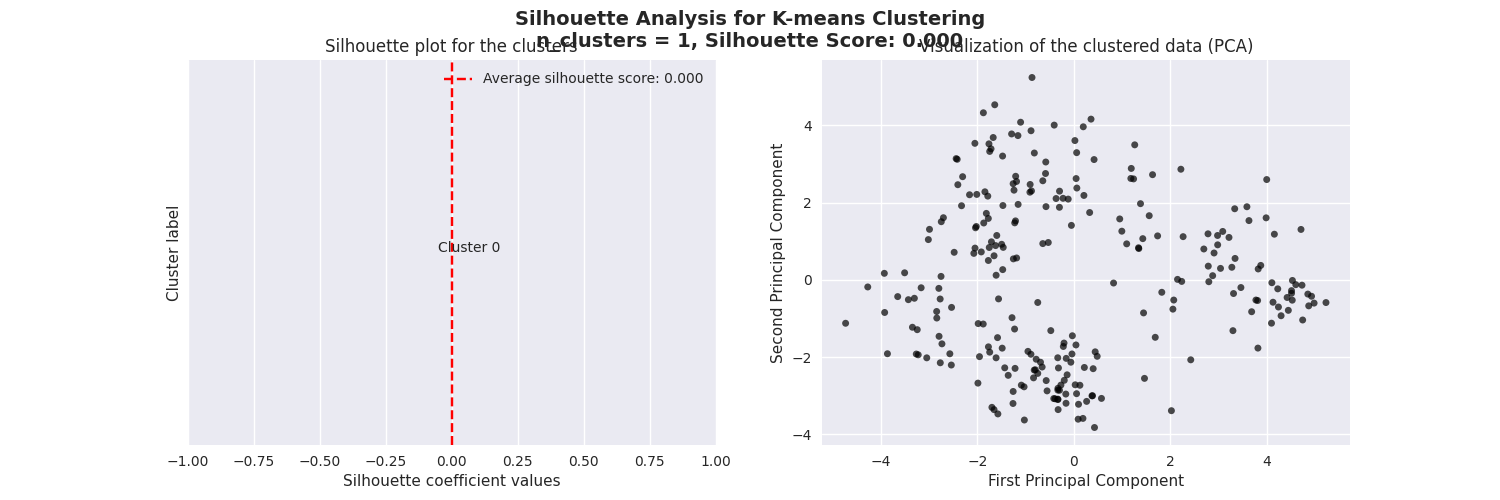 Silhouette Analysis for K-means Clustering
n_clusters = 1, Silhouette Score: 0.000
Silhouette plot for the clusters
Average silhouette score: 0.000
Cluster 0
Cluster label
−1.00 −0.75 −0.50 −0.25 0.00 0.25 0.50 0.75 1.00
Silhouette coefficient values
Visualization of the clustered data (PCA)
Second Principal Component
4
2
0
−2
−4
−4 −2 0 2 4
First Principal Component